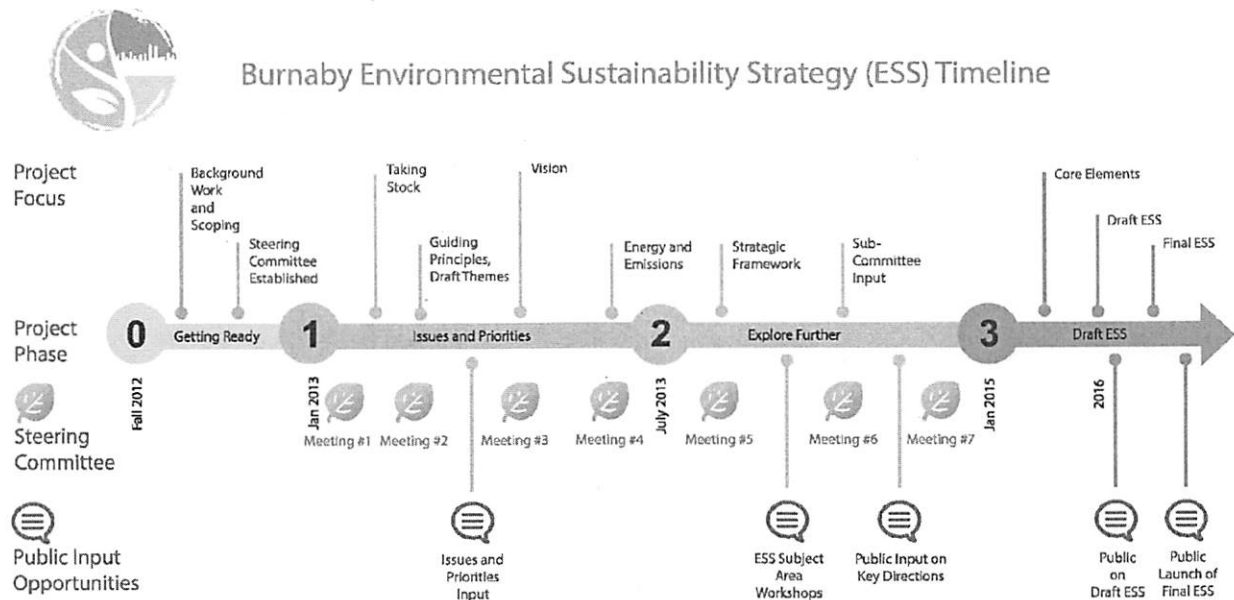 Burnaby Environmental Sustainability Strategy (ESS) Timeline
Project
Focus
Background
Work
and
Scoping
Steering
Committee
Established
Taking
Stock
Guiding
Principles,
Draft Themes
Vision
Energy and
Emissions
Strategic
Framework
Sub-
Committee
Input
Core Elements
Draft ESS
Final ESS
Project
Phase
0
Getting Ready
1
Issues and Priorities
2
Explore Further
3
Draft ESS
Fall 2012
Jan 2013
July 2013
Jan 2015
2016
Steering
Committee
Meeting #1
Meeting #2
Meeting #3
Meeting #4
Meeting #5
Meeting #6
Meeting #7
Public Input
Opportunities
Issues and
Priorities
Input
ESS Subject
Area
Workshops
Public Input on
Key Directions
Public
on
Draft ESS
Public
Launch of
Final ESS